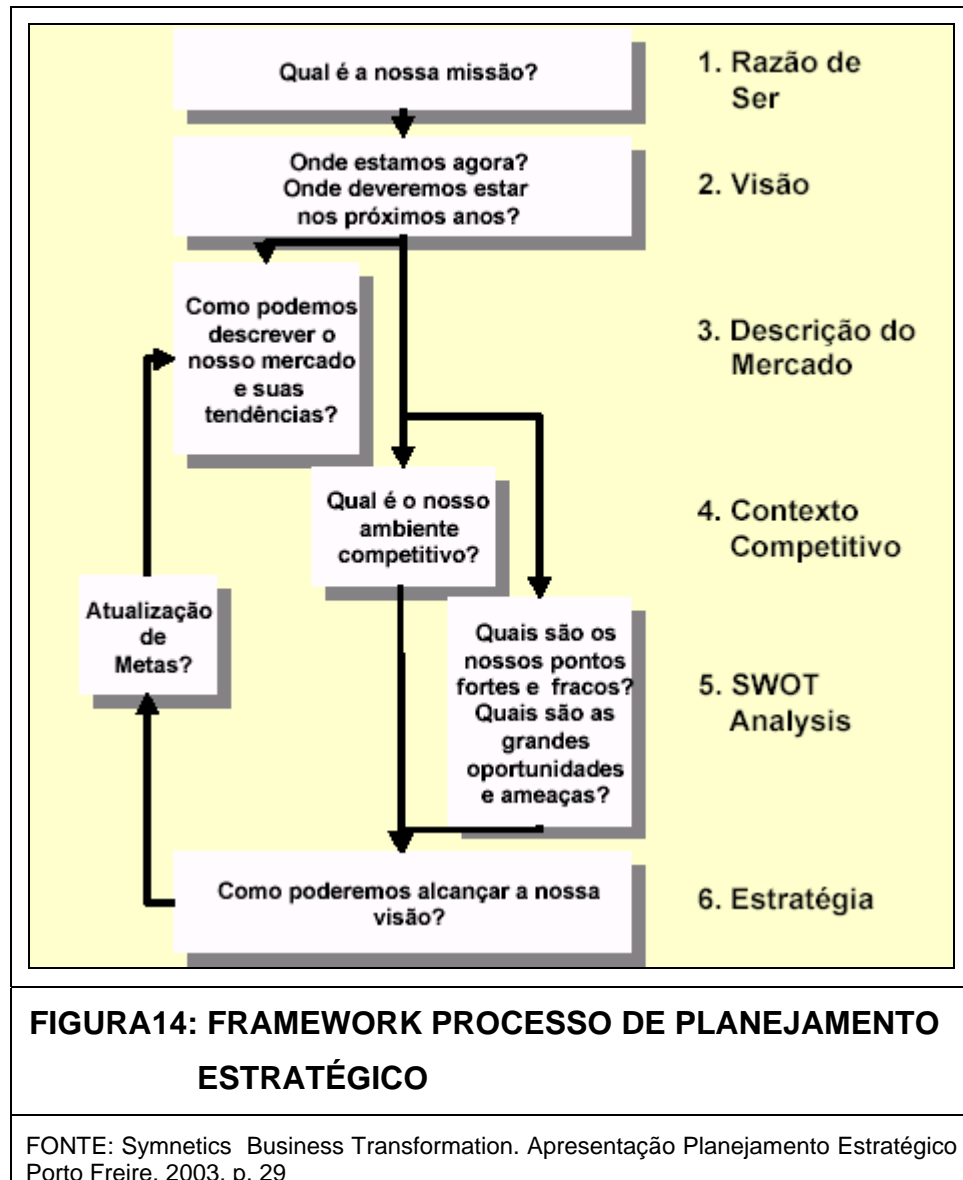 Qual é a nossa missão?
1. Razão de
Ser
Onde estamos agora?
Onde deveremos estar
nos próximos anos?
2. Visão
Como podemos
descrever o
nosso mercado
e suas
tendências?
3. Descrição do
Mercado
Qual é o nosso
ambiente
competitivo?
4. Contexto
Competitivo
Atualização
de
Metas?
Quais são os
nossos pontos
fortes e fracos?
Quais são as
grandes
oportunidades
e ameaças?
5. SWOT
Analysis
Como poderemos alcançar a nossa
visão?
6. Estratégia
FIGURA14: FRAMEWORK PROCESSO DE PLANEJAMENTO
ESTRATÉGICO
FONTE: Symnetics Business Transformation. Apresentação Planejamento Estratégico
Porto Freire, 2003, p. 29